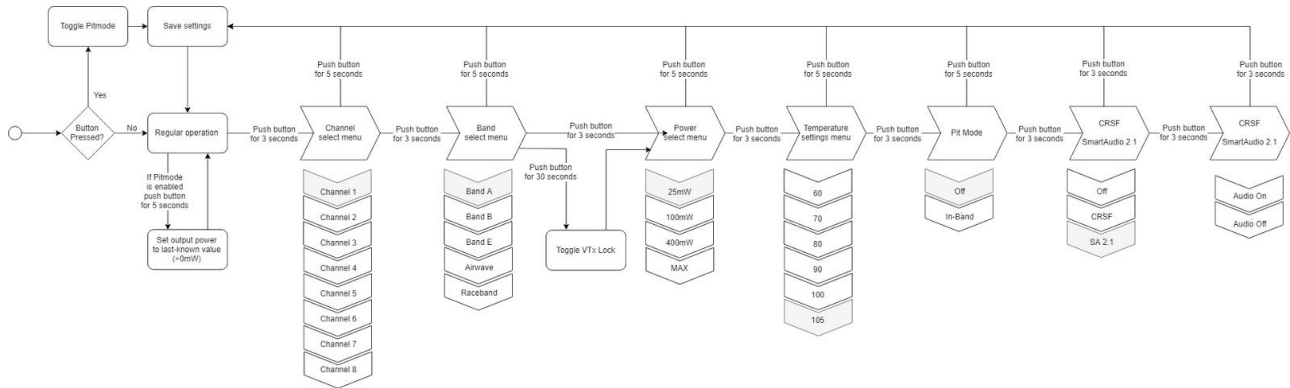 Toggle Pitmode
Save settings
Push button
for 5 seconds
Push button
for 5 seconds
Push button
for 5 seconds
Push button
for 5 seconds
Push button
for 5 seconds
Push button
for 3 seconds
Push button
for 3 seconds
Yes
Button
Pressed?
No
Regular operation
Push button
for 3 seconds
Channel
select menu
Push button
for 3 seconds
Band
select menu
Push button
for 3 seconds
Power
select menu
Push button
for 3 seconds
Temperature
settings menu
Push button
for 3 seconds
Pit Mode
Push button
for 3 seconds
CRSF
SmartAudio 2.1
Push button
for 3 seconds
CRSF
SmartAudio 2.1
If Pitmode
is enabled
push button
for 5 seconds
Set output power
to last-known value
(>0mW)
Channel 1
Channel 2
Channel 3
Channel 4
Channel 5
Channel 6
Channel 7
Channel 8
Band A
Band B
Band E
Airwave
Raceband
Push button
for 30 seconds
Toggle VTx Lock
25mW
100mW
400mW
MAX
60
70
80
90
100
105
Off
In-Band
Off
CRSF
SA 2.1
Audio On
Audio Off